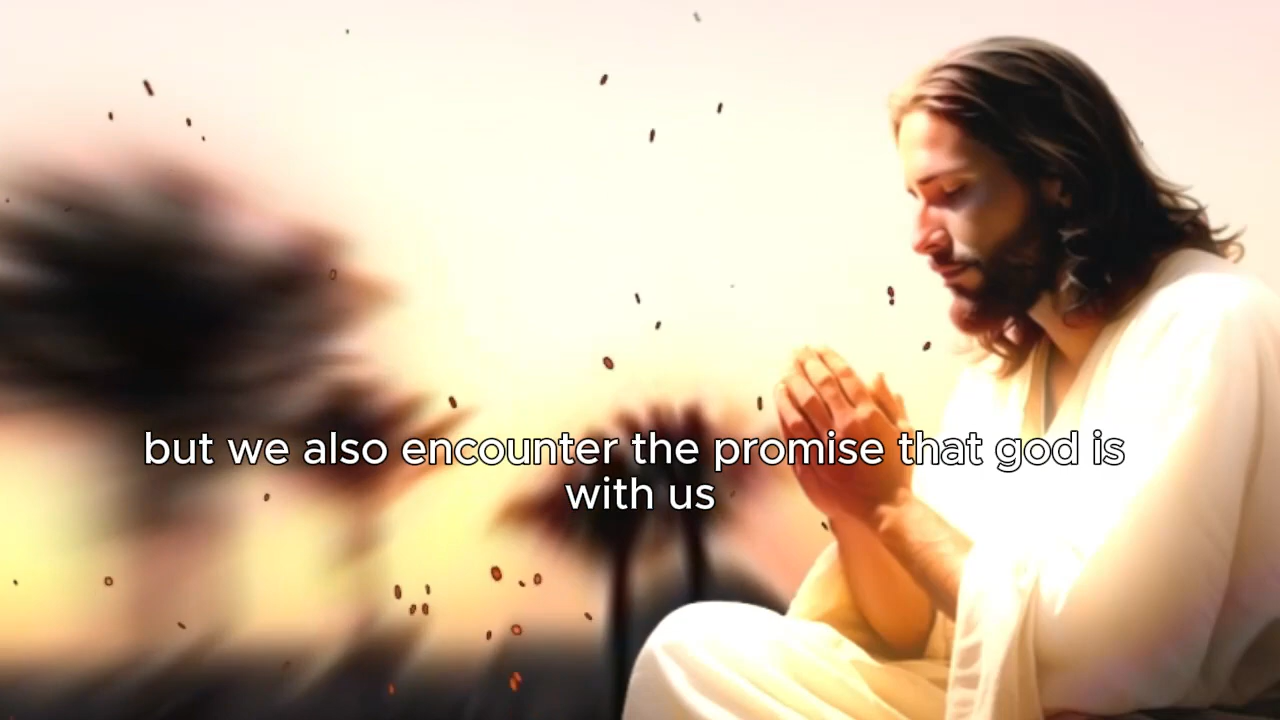 but we also encounter the promise that god is
with us